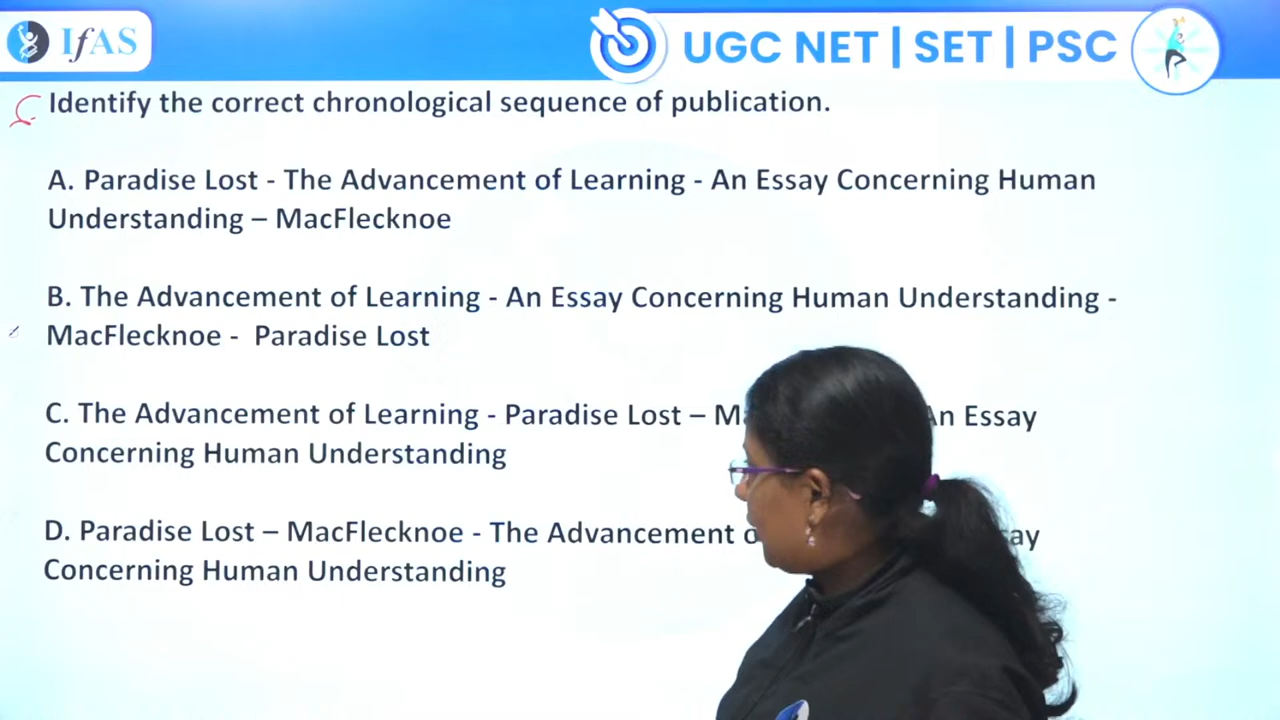 IfAS
UGC NET | SET | PSC
Identify the correct chronological sequence of publication.
A. Paradise Lost - The Advancement of Learning - An Essay Concerning Human
Understanding – MacFlecknoe
B. The Advancement of Learning - An Essay Concerning Human Understanding -
MacFlecknoe - Paradise Lost
C. The Advancement of Learning - Paradise Lost – An Essay
Concerning Human Understanding
D. Paradise Lost – MacFlecknoe - The Advancement
Concerning Human Understanding